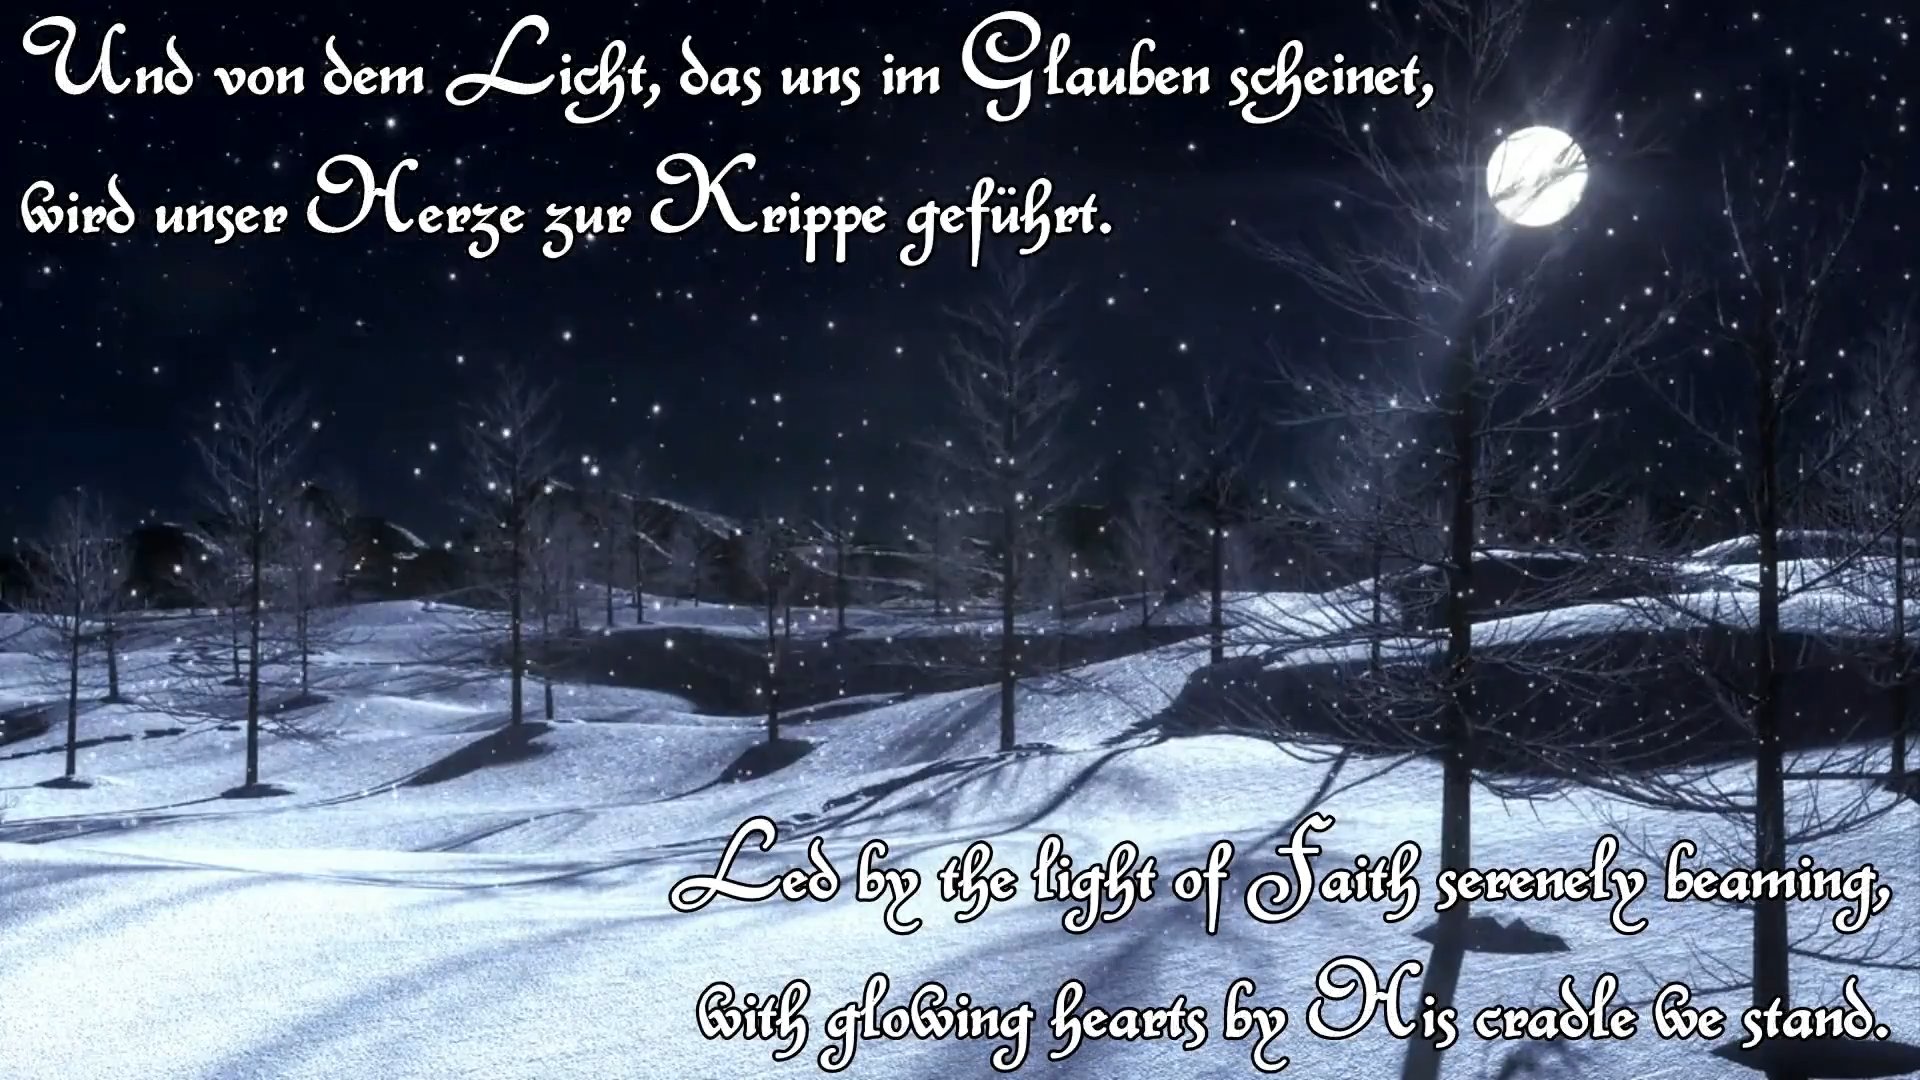 Und von dem Licht, das uns im Glauben scheinet,
wird unser Herze zur Krippe geführt.
Led by the light of Faith serenely beaming,
with glowing hearts by His cradle we stand.